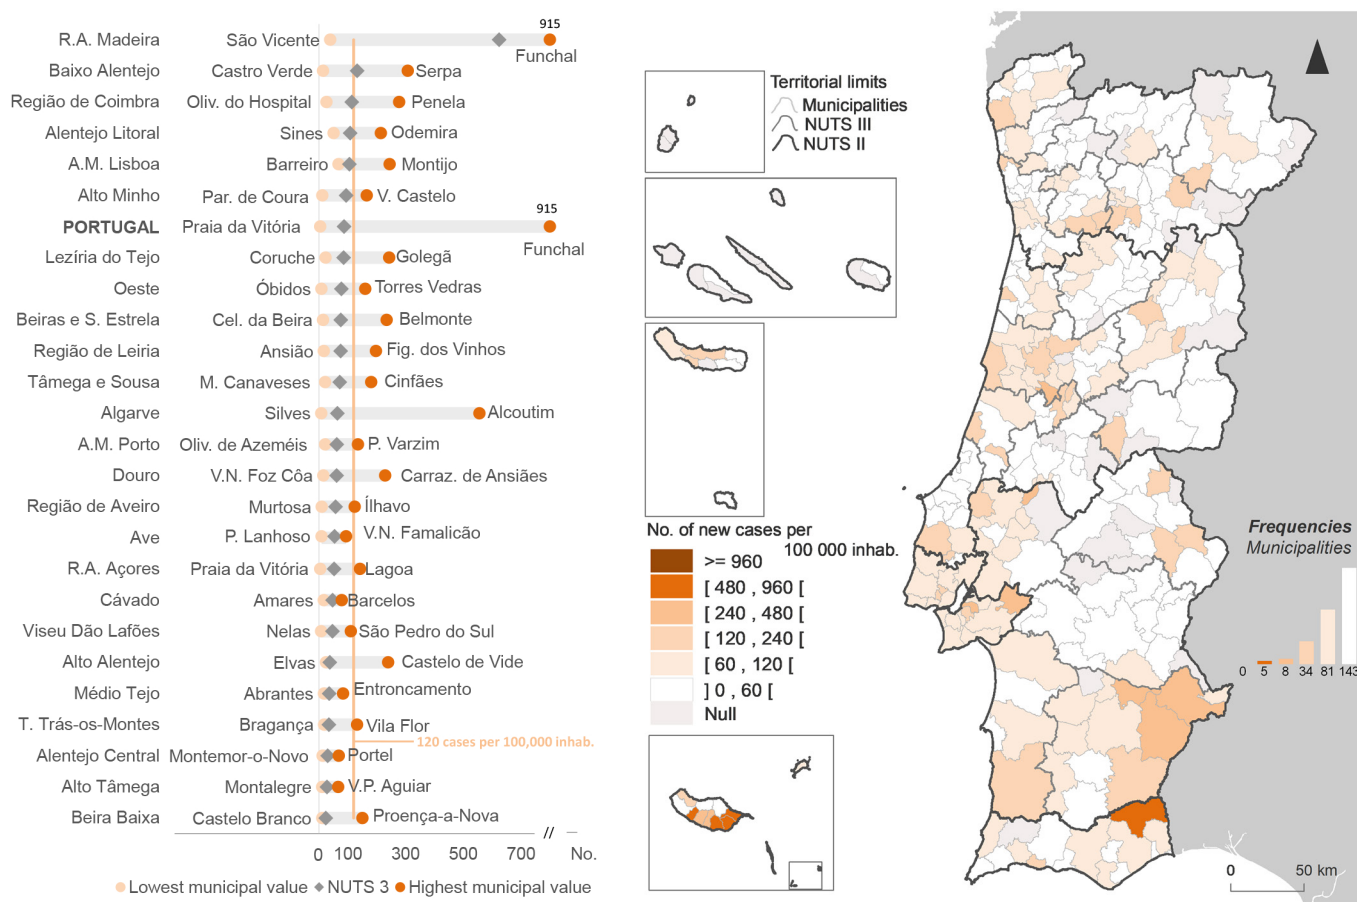 915
R.A. Madeira São Vicente Funchal
Baixo Alentejo Castro Verde Serpa
Região de Coimbra Oliv. do Hospital Penela
Alentejo Litoral Sines Odemira
A.M. Lisboa Barreiro Montijo
Alto Minho Par. de Coura V. Castelo
915
PORTUGAL Praia da Vitória Funchal
Lezíria do Tejo Coruche Golegã
Oeste Óbidos Torres Vedras
Beiras e S. Estrela Cel. da Beira Belmonte
Região de Leiria Ansião Fig. dos Vinhos
Tâmega e Sousa M. Canaveses Cinfães
Algarve Silves Alcoutim
A.M. Porto Oliv. de Azeméis P. Varzim
Douro V.N. Foz Côa Carraz. de Ansiães
Região de Aveiro Murtosa Ílhavo
Ave P. Lanhoso V.N. Famalicão
R.A. Açores Praia da Vitória Lagoa
Cávado Amares Barcelos
Viseu Dão Lafões Nelas São Pedro do Sul
Alto Alentejo Elvas Castelo de Vide
Médio Tejo Abrantes Entroncamento
T. Trás-os-Montes Bragança Vila Flor
120 cases per 100,000 inhab.
Alentejo Central Montemor-o-Novo Portel
Alto Tâmega Montalegre V.P. Aguiar
Beira Baixa Castelo Branco Proença-a-Nova
//
0 100 300 500 700 No.
Lowest municipal value NUTS 3 Highest municipal value
Territorial limits
Municipalities
NUTS III
NUTS II
No. of new cases per
100 000 inhab.
>= 960
[ 480 , 960 [
[ 240 , 480 [
[ 120 , 240 [
[ 60 , 120 [
] 0 , 60 [
Null
Frequencies
Municipalities
0 5 8 34 81 143
0 50 km